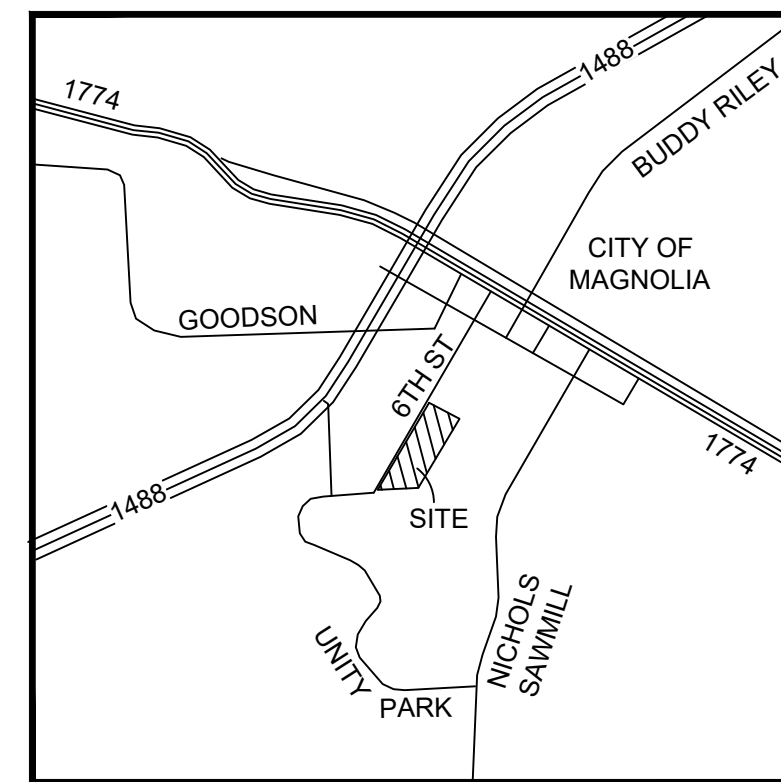 1488
1774
BUDDY RILEY
CITY OF
MAGNOLIA
GOODSON
6TH ST
1774
1488
SITE
NICHOLS
SAWMILL
UNITY
PARK